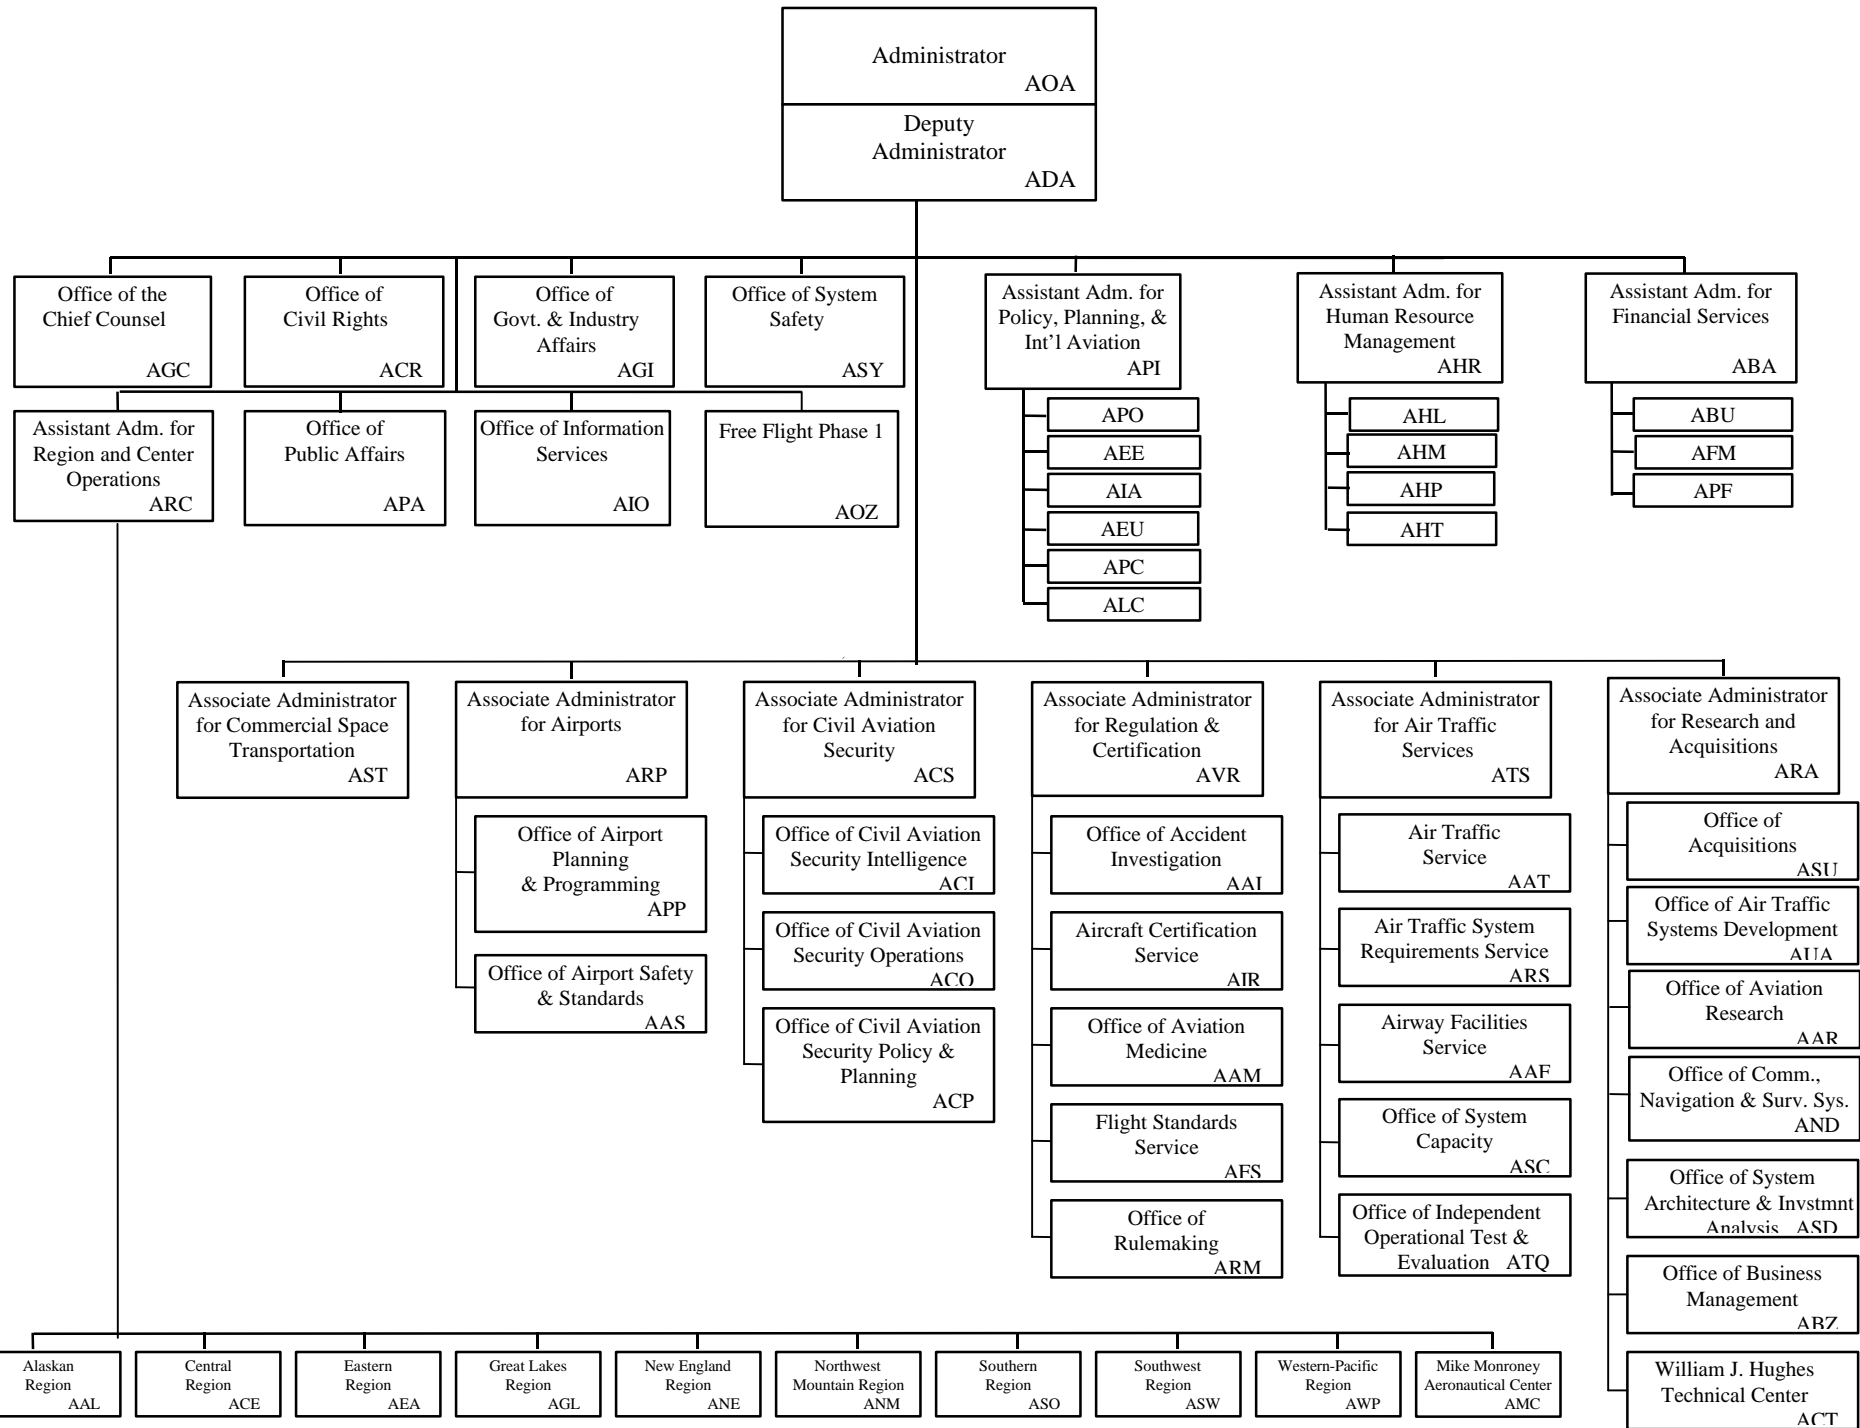 Administrator
AOA
Deputy
Administrator
ADA
Office of the
Chief Counsel
AGC
Office of
Civil Rights
ACR
Office of
Govt. & Industry
Affairs
AGI
Office of System
Safety
ASY
Assistant Adm. for
Policy, Planning, &
Int'l Aviation
API
Assistant Adm. for
Human Resource
Management
AHR
Assistant Adm. for
Financial Services
ABA
Assistant Adm. for
Region and Center
Operations
ARC
Office of
Public Affairs
APA
Office of Information
Services
AIO
Free Flight Phase 1
AOZ
APO
AEE
AIA
AEU
APC
ALC
AHL
AHM
AHP
AHT
ABU
AFM
APF
Associate Administrator
for Commercial Space
Transportation
AST
Associate Administrator
for Airports
ARP
Office of Airport
Planning
& Programming
APP
Office of Airport Safety
& Standards
AAS
Associate Administrator
for Civil Aviation
Security
ACS
Office of Civil Aviation
Security Intelligence
ACI
Office of Civil Aviation
Security Operations
ACO
Office of Civil Aviation
Security Policy &
Planning
ACP
Associate Administrator
for Regulation &
Certification
AVR
Office of Accident
Investigation
AAI
Aircraft Certification
Service
AIR
Office of Aviation
Medicine
AAM
Flight Standards
Service
AFS
Office of
Rulemaking
ARM
Associate Administrator
for Air Traffic
Services
ATS
Air Traffic
Service
AAT
Air Traffic System
Requirements Service
ARS
Airway Facilities
Service
AAF
Office of System
Capacity
ASC
Office of Independent
Operational Test &
Evaluation ATQ
Associate Administrator
for Research and
Acquisitions
ARA
Office of
Acquisitions
ASU
Office of Air Traffic
Systems Development
AUA
Office of Aviation
Research
AAR
Office of Comm.,
Navigation & Surv. Sys.
AND
Office of System
Architecture & Invstmnt
Analysis ASD
Office of Business
Management
ABZ
William J. Hughes
Technical Center
ACT
Alaskan
Region
AAL
Central
Region
ACE
Eastern
Region
AEA
Great Lakes
Region
AGL
New England
Region
ANE
Northwest
Mountain Region
ANM
Southern
Region
ASO
Southwest
Region
ASW
Western-Pacific
Region
AWP
Mike Monroney
Aeronautical Center
AMC